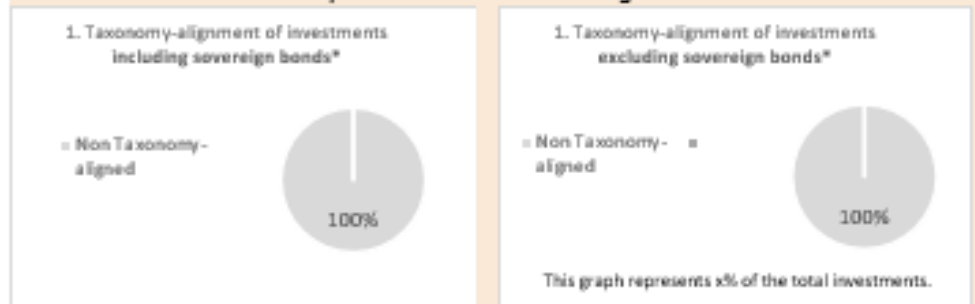 1. Taxonomy-alignment of investments
including sovereign bonds*
Non Taxonomy-
aligned
100%
1. Taxonomy-alignment of investments
excluding sovereign bonds*
Non Taxonomy-
aligned
100%
This graph represents x% of the total investments.